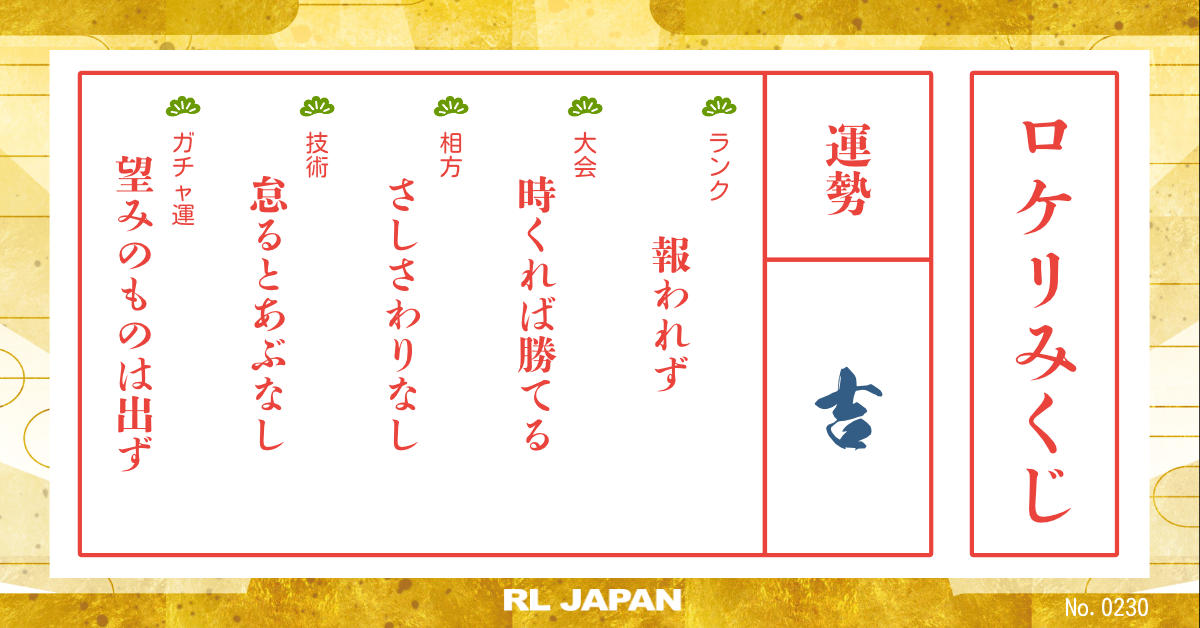 ロケリみくじ
運勢
吉
ランク
報われず
大会
時くれば勝てる
相方
さしさわりなし
技術
怠るとあぶなし
ガチャ運
望みのものは出ず
RL JAPAN
No. 0230